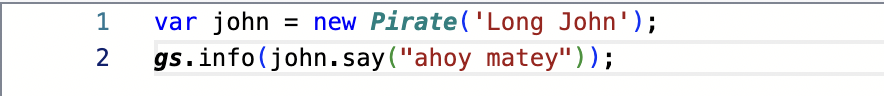 1 var john = new Pirate('Long John');
2 gs.info(john.say("ahoy matey"));